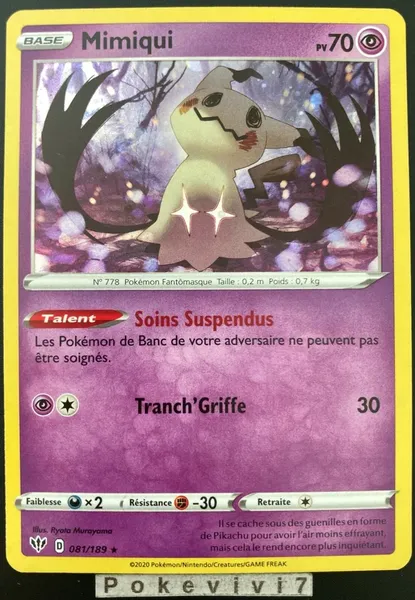 BASE Mimiqui PV70
N° 778 Pokémon Fantômasque Taille : 0,2 m Poids : 0,7 kg
Talent Soins Suspendus
Les Pokémon de Banc de votre adversaire ne peuvent pas
être soignés.
Tranch'Griffe 30
Faiblesse ×2 Résistance -30 Retraite
Illus. Ryota Murayama
Il se cache sous des guenilles en forme
de Pikachu pour avoir l'air moins effrayant,
mais cela le rend encore plus inquiétant.
D 081/189 ★
©2020 Pokémon/Nintendo/Creatures/GAME FREAK
Pokevivi7